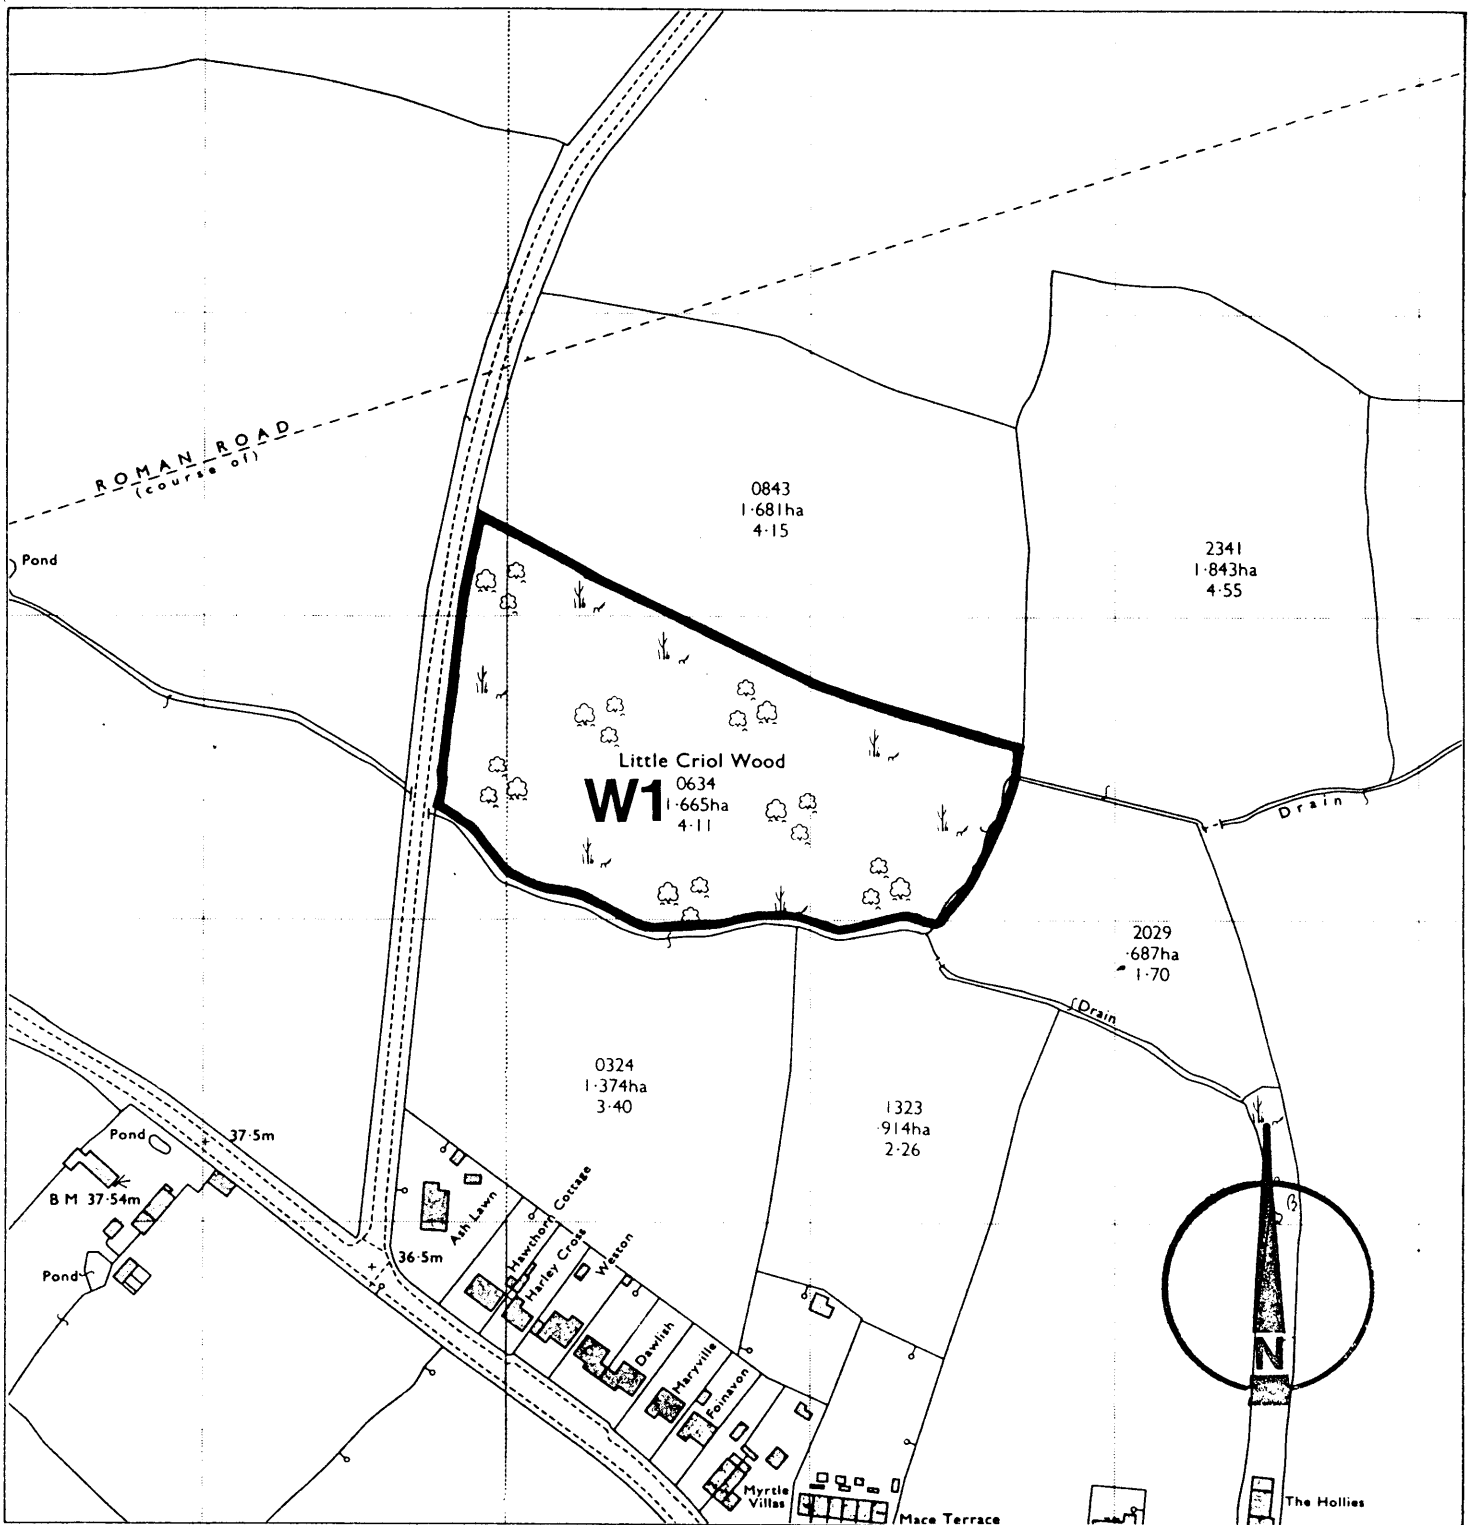 ROMAN ROAD
(course of)
Pond
0843
1·681ha
4·15
2341
1·843ha
4·55
Little Criol Wood
W1
0634
1·665ha
4·11
Drain
2029
·687ha
1·70
Drain
0324
1·374ha
3·40
1323
·914ha
2·26
Pond
37·5m
B M 37·54m
Pond
36·5m
Ash Lawn
Hawthorn Cottage
Harley Cross
Weston
Dawlish
Maryville
Foinavon
Myrtle
Villas
Mace Terrace
The Hollies
B
N